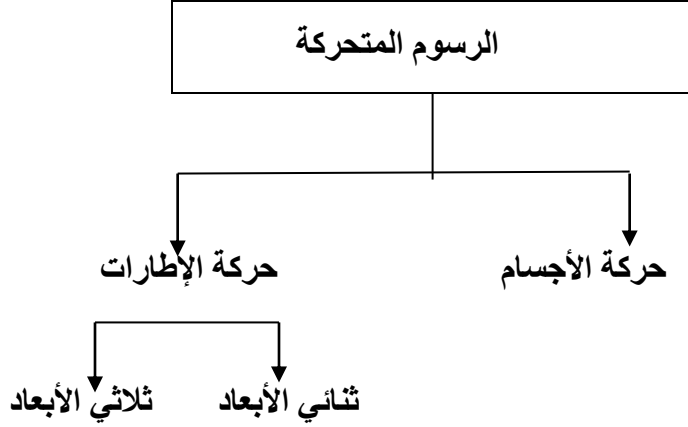 الرسوم المتحركة
حركة الأجسام
حركة الإطارات
ثنائي الأبعاد
ثلاثي الأبعاد